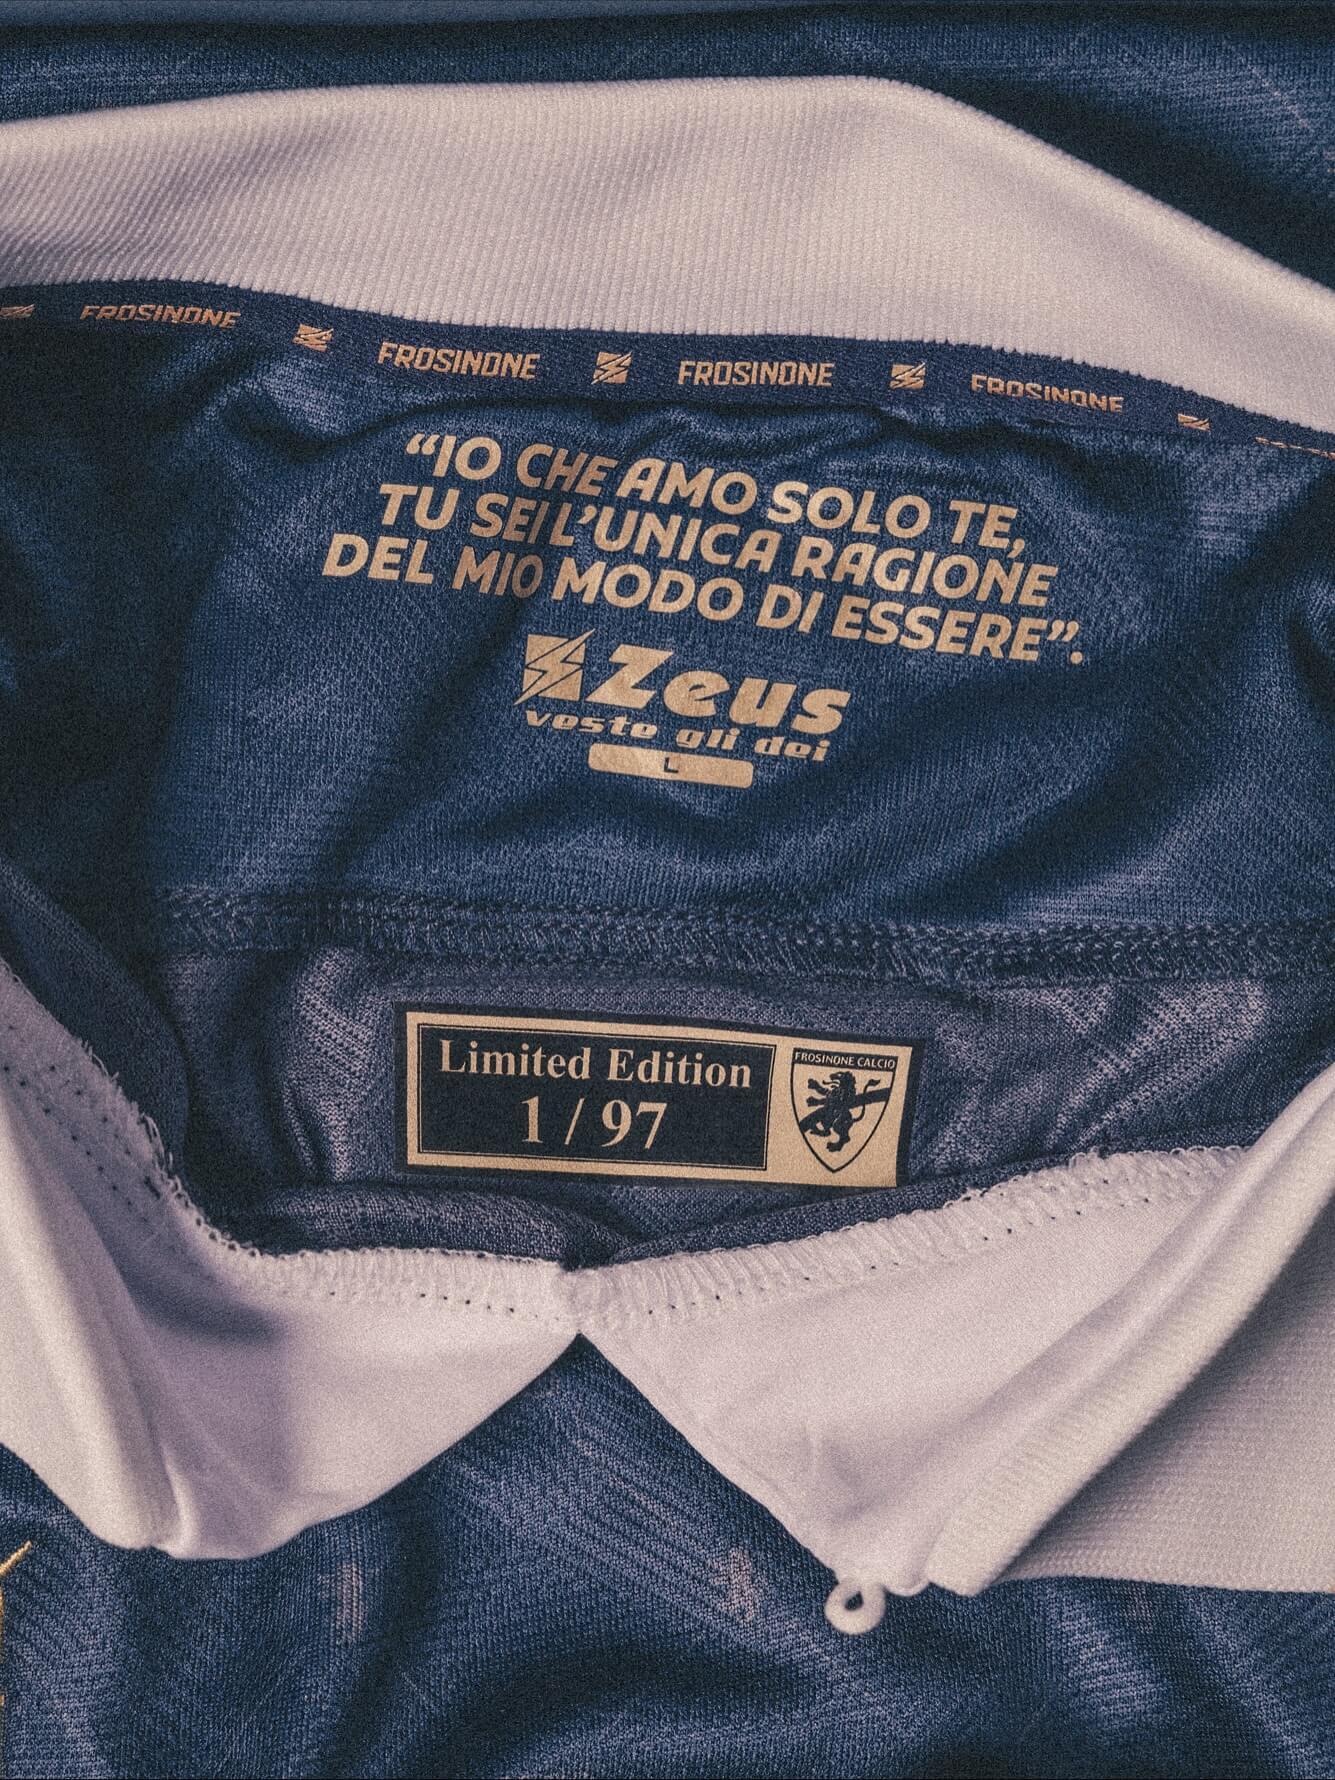 FROSINONE FROSINONE FROSINONE FROSINONE
“IO CHE AMO SOLO TE,
TU SEI L’UNICA RAGIONE
DEL MIO MODO DI ESSERE”.
Zeus
veste gli dei
L
Limited Edition
1 / 97
FROSINONE CALCIO